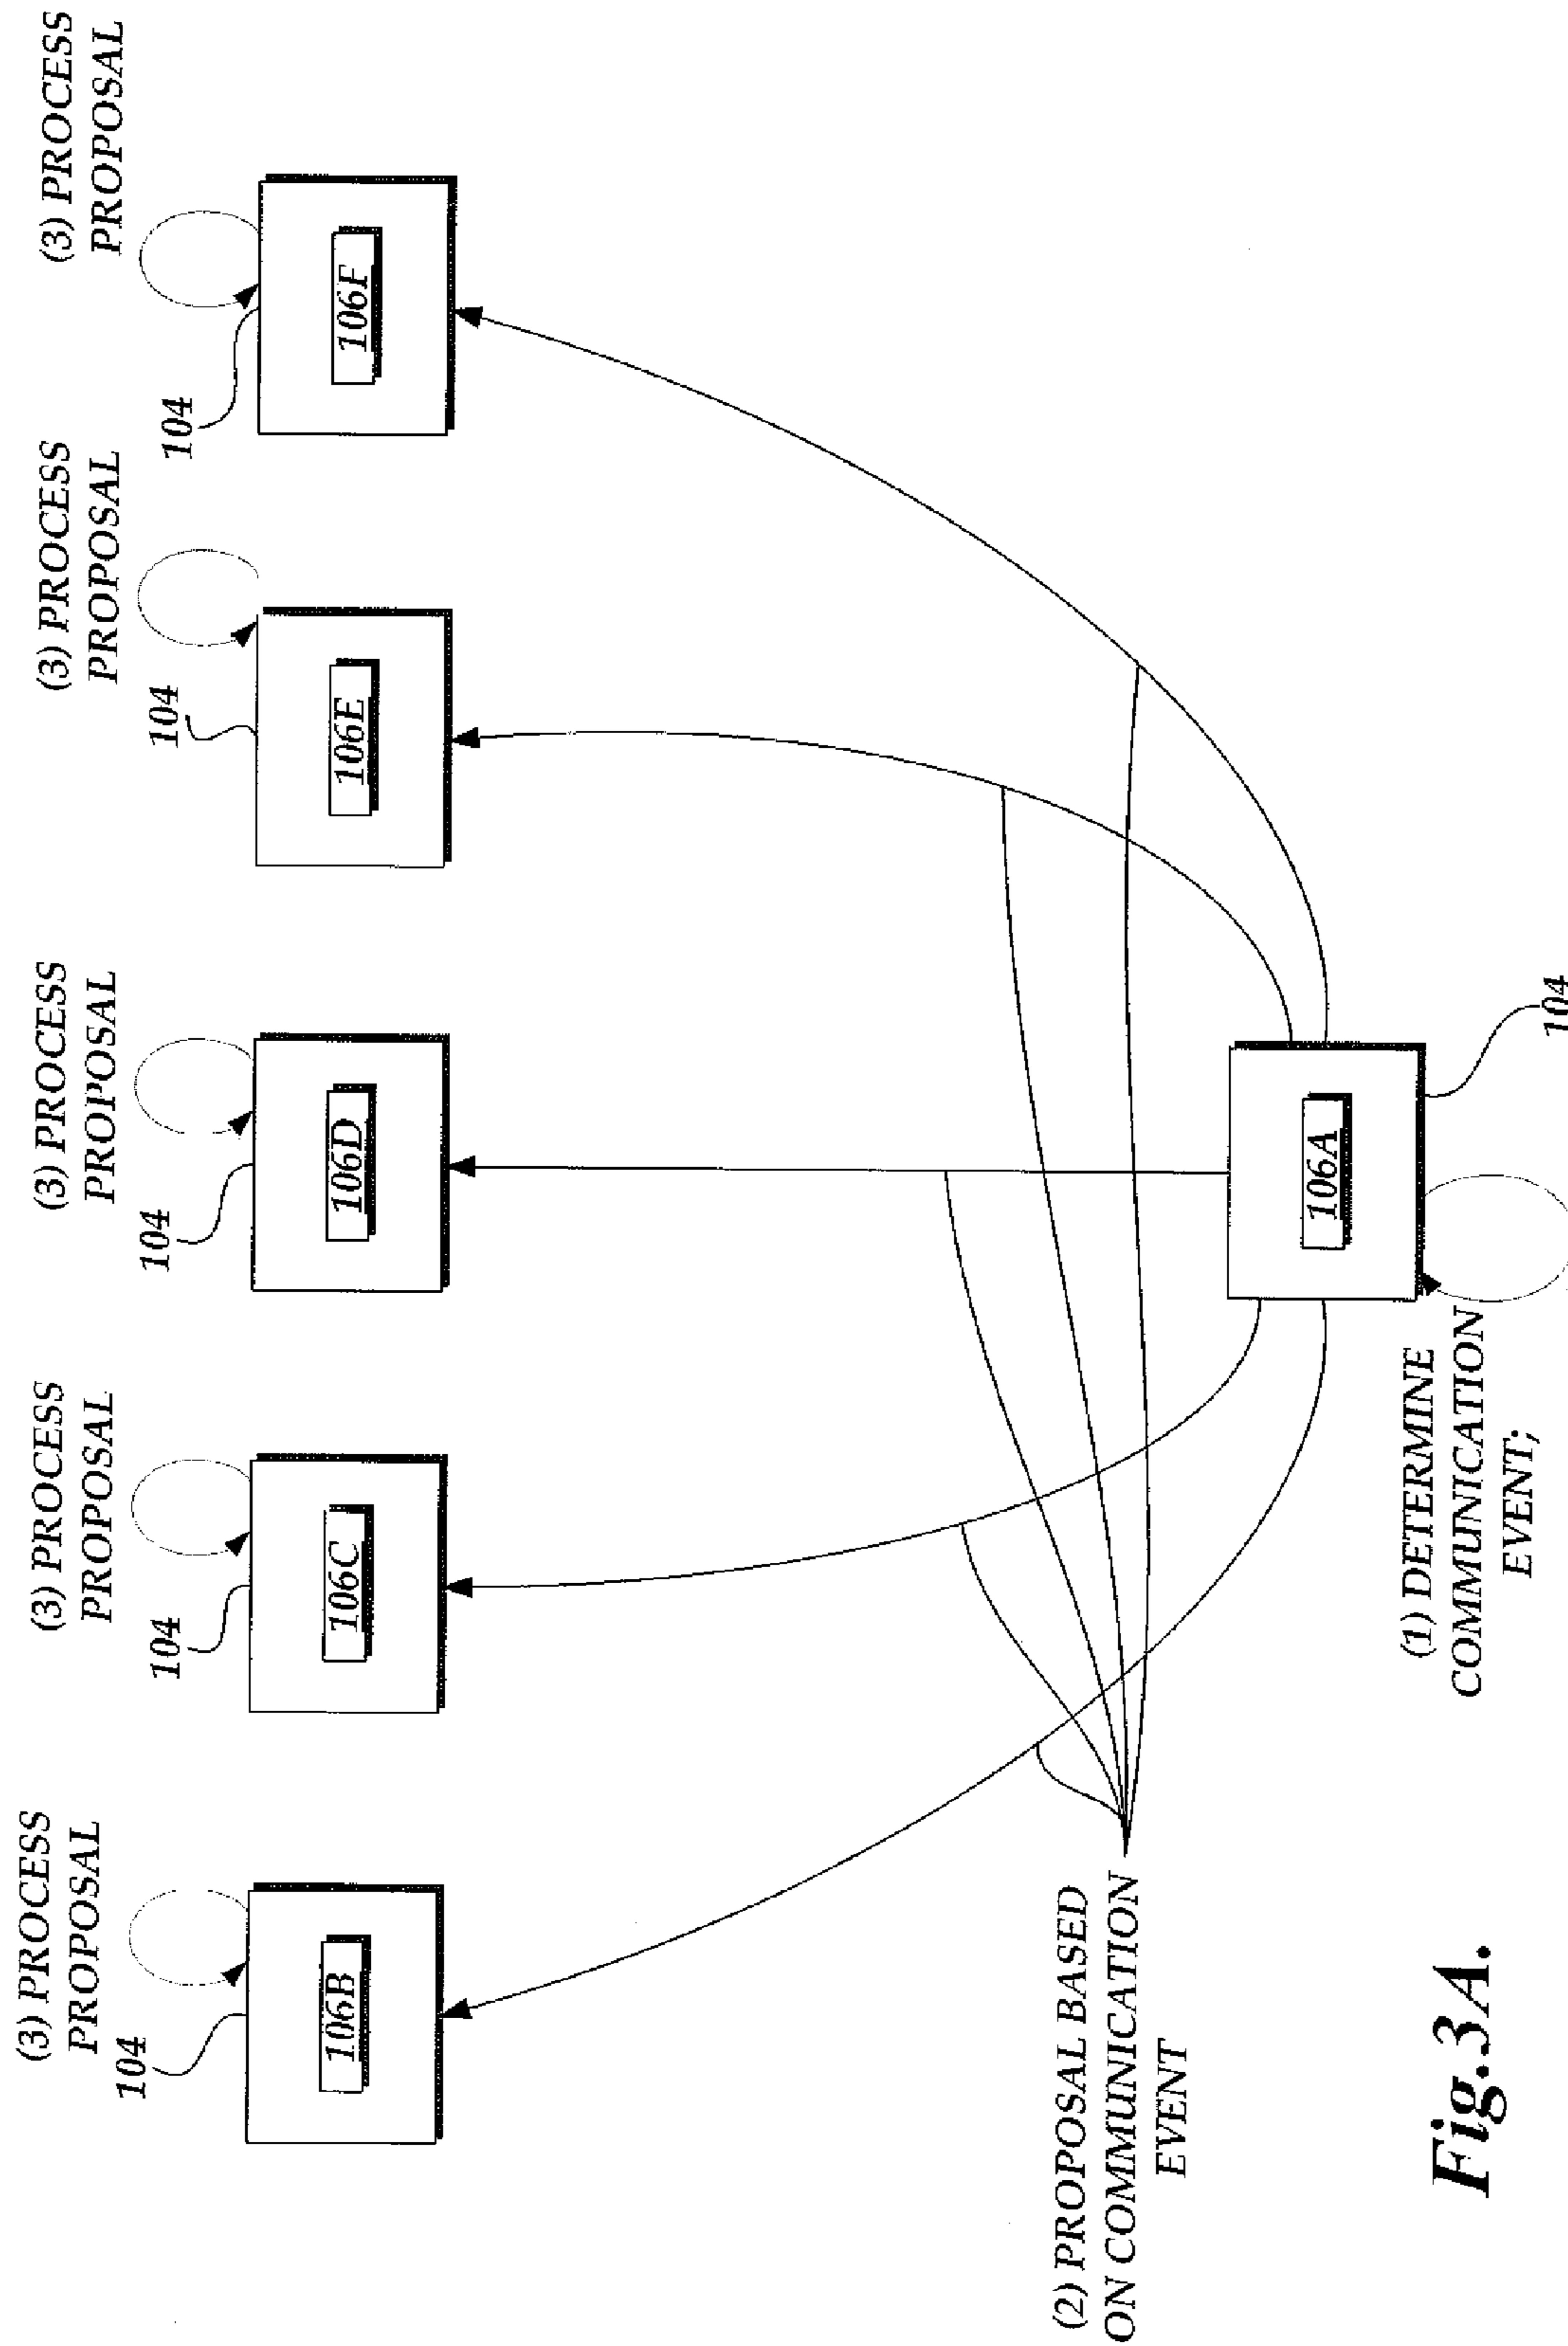 (3) PROCESS
PROPOSAL
104
106B
(3) PROCESS
PROPOSAL
104
106C
(3) PROCESS
PROPOSAL
104
106D
(3) PROCESS
PROPOSAL
104
106E
(3) PROCESS
PROPOSAL
104
106F
(2) PROPOSAL BASED
ON COMMUNICATION
EVENT
106A
104
(1) DETERMINE
COMMUNICATION
EVENT;
Fig.3A.